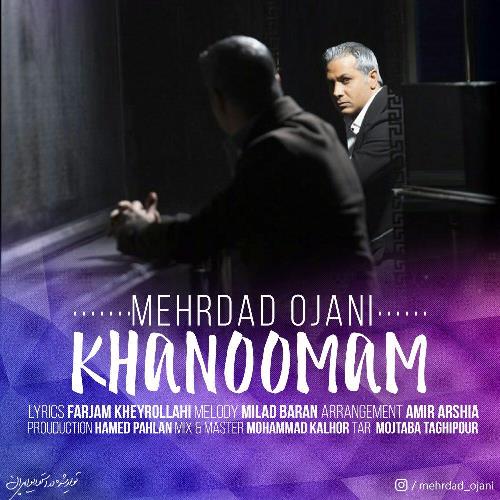 MEHRDAD OJANI
KHANOOMAM
LYRICS FARJAM KHEYROLLAHI MELODY MILAD BARAN ARRANGEMENT AMIR ARSHIA
PROUDUCTION HAMED PAHLAN MIX & MASTER MOHAMMAD KALHOR TAR MOJTABA TAGHIPOUR
/ mehrdad_ojani